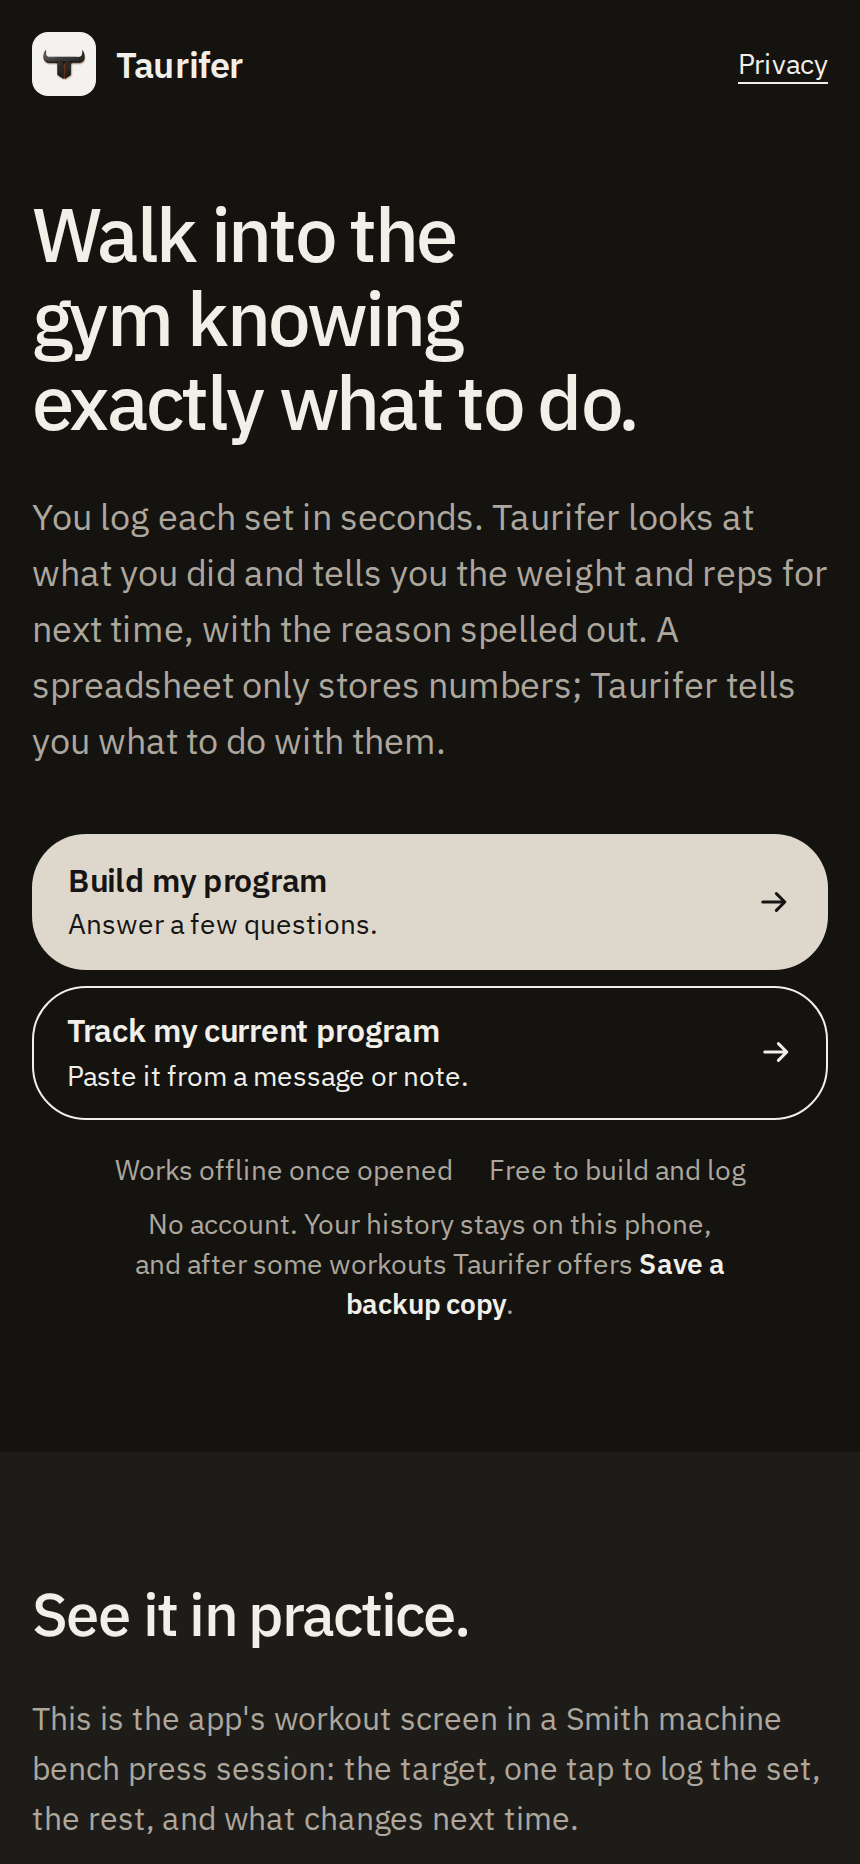 Taurifer
Privacy
Walk into the
gym knowing
exactly what to do.
You log each set in seconds. Taurifer looks at
what you did and tells you the weight and reps for
next time, with the reason spelled out. A
spreadsheet only stores numbers; Taurifer tells
you what to do with them.
Build my program
Answer a few questions.
Track my current program
Paste it from a message or note.
Works offline once opened Free to build and log
No account. Your history stays on this phone,
and after some workouts Taurifer offers Save a
backup copy.
See it in practice.
This is the app's workout screen in a Smith machine
bench press session: the target, one tap to log the set,
the rest, and what changes next time.